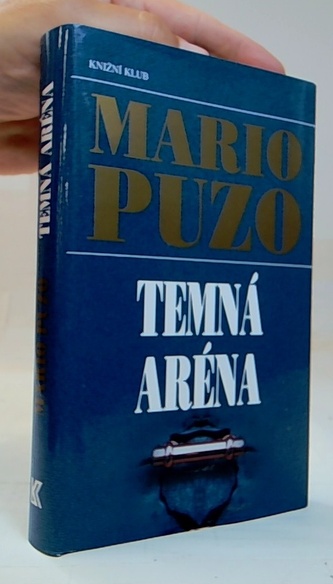 KNIŽNÍ KLUB
MARIO
PUZO
TEMNÁ
ARÉNA
MARIO PUZO TEMNÁ ARÉNA
K